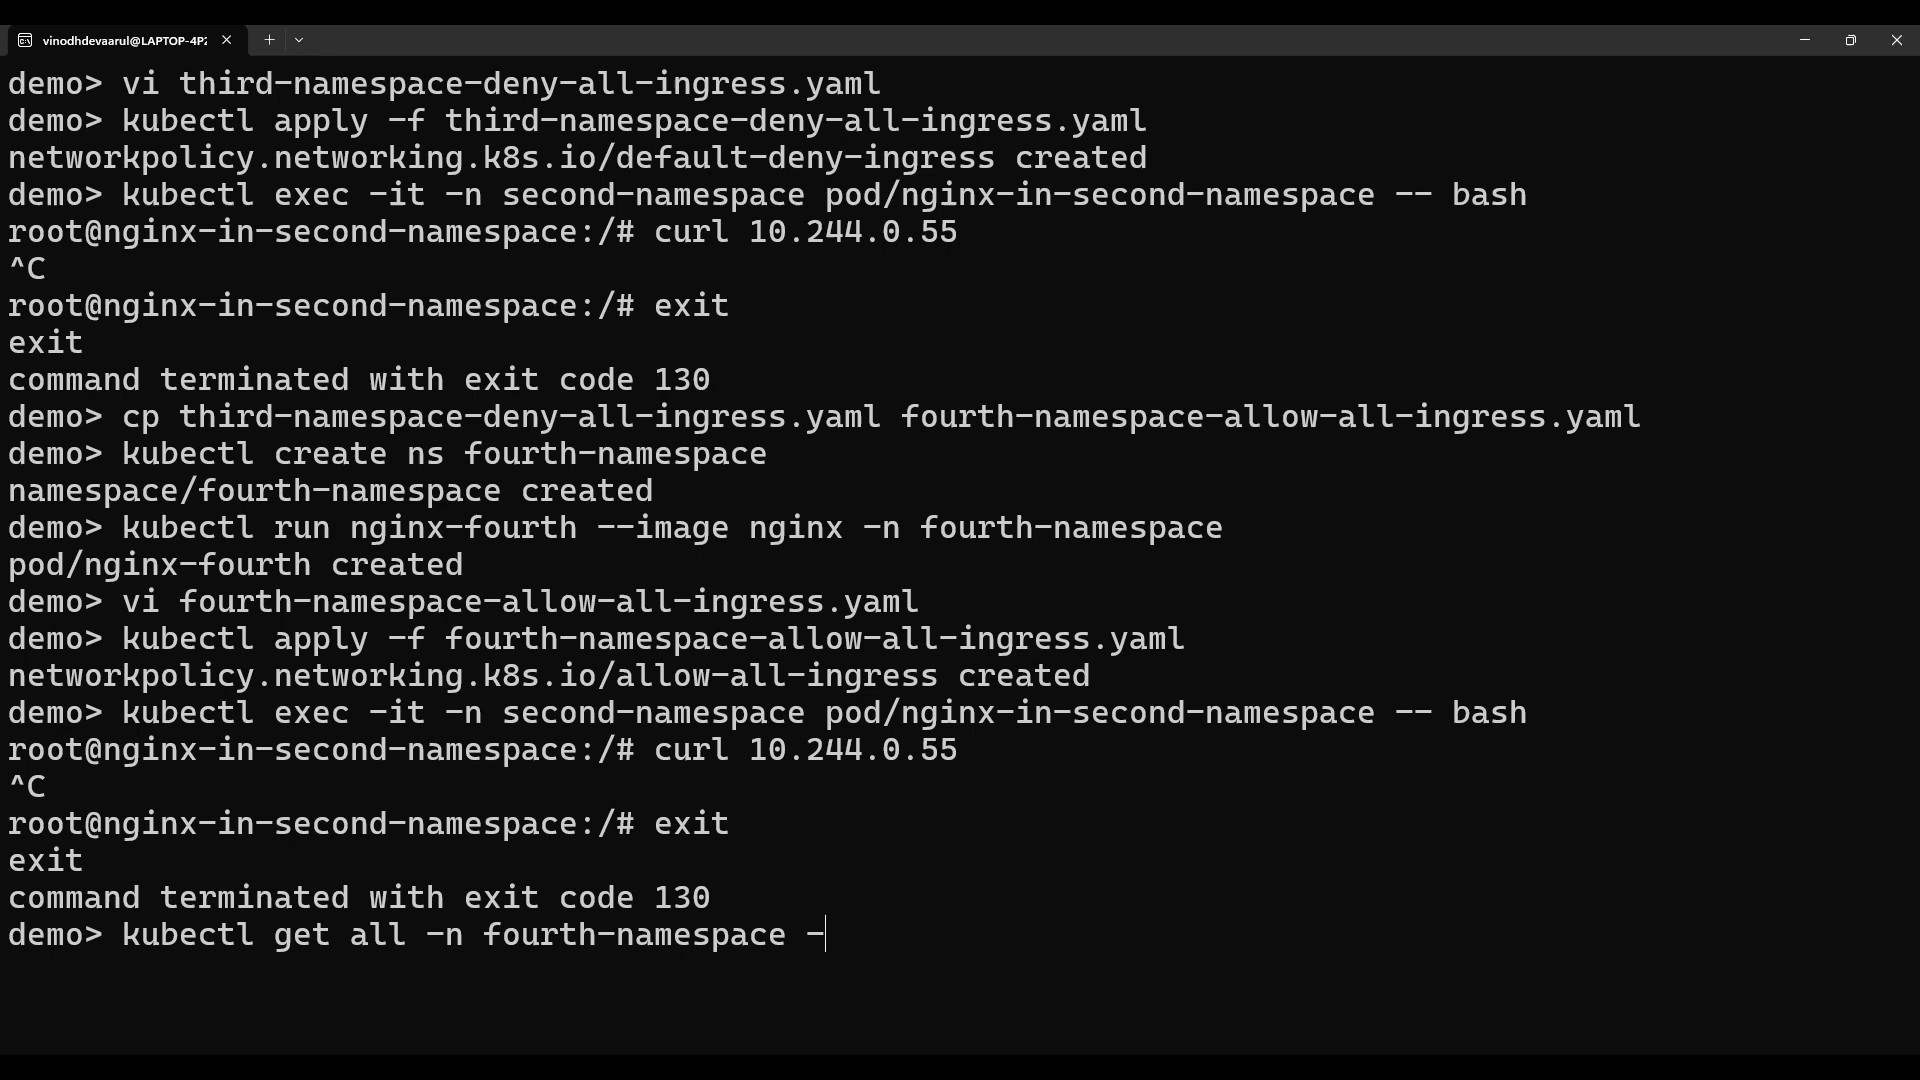 vinodhdevaarul@LAPTOP-4P2
demo> vi third-namespace-deny-all-ingress.yaml
demo> kubectl apply -f third-namespace-deny-all-ingress.yaml
networkpolicy.networking.k8s.io/default-deny-ingress created
demo> kubectl exec -it -n second-namespace pod/nginx-in-second-namespace -- bash
root@nginx-in-second-namespace:/# curl 10.244.0.55
^C
root@nginx-in-second-namespace:/# exit
exit
command terminated with exit code 130
demo> cp third-namespace-deny-all-ingress.yaml fourth-namespace-allow-all-ingress.yaml
demo> kubectl create ns fourth-namespace
namespace/fourth-namespace created
demo> kubectl run nginx-fourth --image nginx -n fourth-namespace
pod/nginx-fourth created
demo> vi fourth-namespace-allow-all-ingress.yaml
demo> kubectl apply -f fourth-namespace-allow-all-ingress.yaml
networkpolicy.networking.k8s.io/allow-all-ingress created
demo> kubectl exec -it -n second-namespace pod/nginx-in-second-namespace -- bash
root@nginx-in-second-namespace:/# curl 10.244.0.55
^C
root@nginx-in-second-namespace:/# exit
exit
command terminated with exit code 130
demo> kubectl get all -n fourth-namespace -